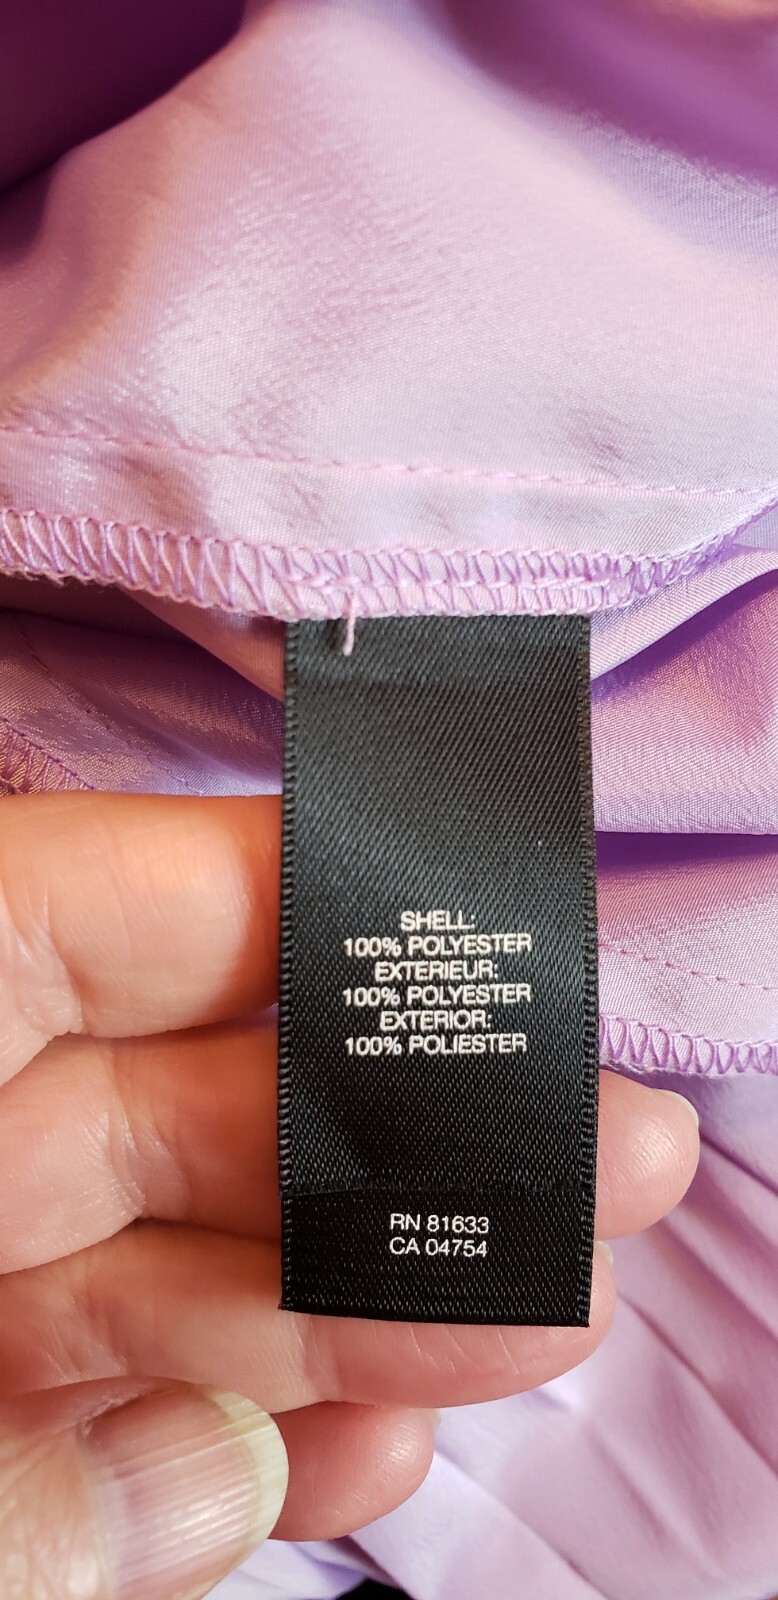 SHELL:
100% POLYESTER
EXTERIEUR:
100% POLYESTER
EXTERIOR:
100% POLIESTER
RN 81633
CA 04754